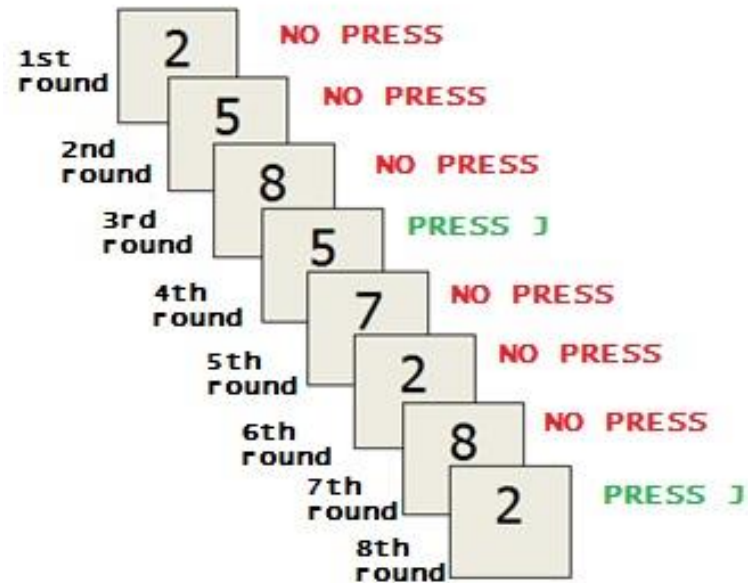 2
NO PRESS
1st
round
5
NO PRESS
2nd
round
8
NO PRESS
3rd
round
5
PRESS J
4th
round
7
NO PRESS
5th
round
2
NO PRESS
6th
round
8
NO PRESS
7th
round
2
PRESS J
8th
round